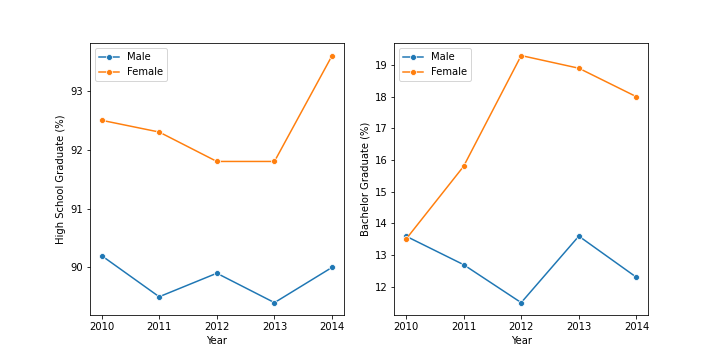 Male
Female
High School Graduate (%)
93
92
91
90
2010 2011 2012 2013 2014
Year
Male
Female
Bachelor Graduate (%)
19
18
17
16
15
14
13
12
2010 2011 2012 2013 2014
Year